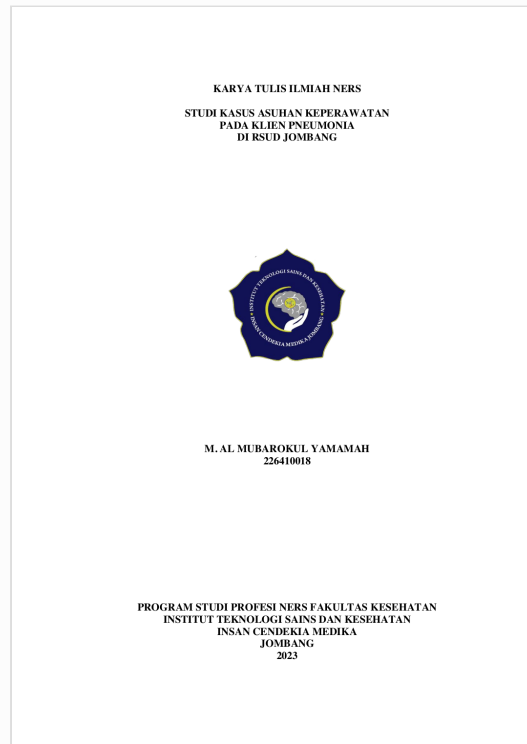 KARYA TULIS ILMIAH NERS
STUDI KASUS ASUHAN KEPERAWATAN
PADA KLIEN PNEUMONIA
DI RSUD JOMBANG
INSTITUT TEKNOLOGI SAINS DAN KESEHATAN
INSAN CENDEKIA MEDIKA JOMBANG
M. AL MUBAROKUL YAMAMAH
226410018
PROGRAM STUDI PROFESI NERS FAKULTAS KESEHATAN
INSTITUT TEKNOLOGI SAINS DAN KESEHATAN
INSAN CENDEKIA MEDIKA
JOMBANG
2023